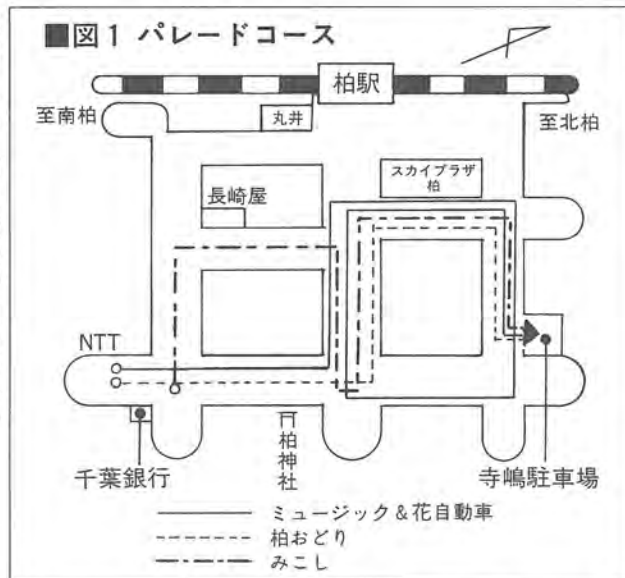 ■図1 パレードコース
柏駅
至南柏
丸井
至北柏
スカイプラザ
柏
長崎屋
NTT
千葉銀行
柏神社
寺嶋駐車場
ミュージック&花自動車
柏おどり
みこし